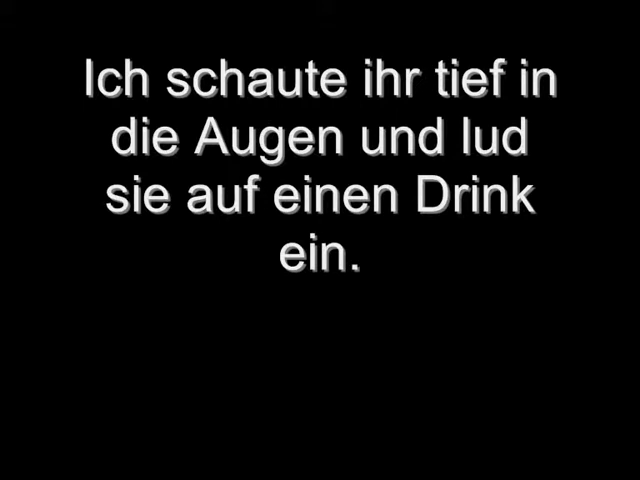 Ich schaute ihr tief in
die Augen und lud
sie auf einen Drink
ein.